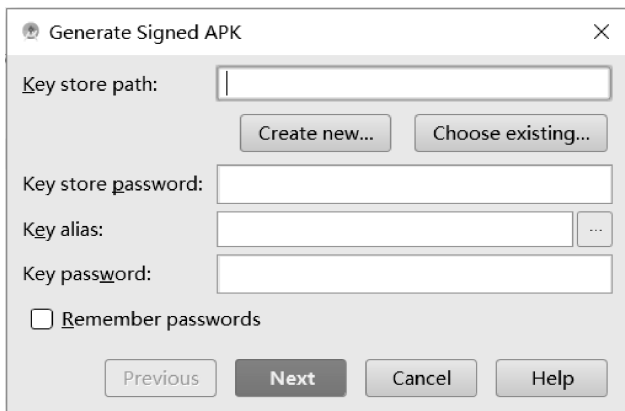 Generate Signed APK
Key store path:
Create new... Choose existing...
Key store password:
Key alias:
...
Key password:
Remember passwords
Previous Next Cancel Help